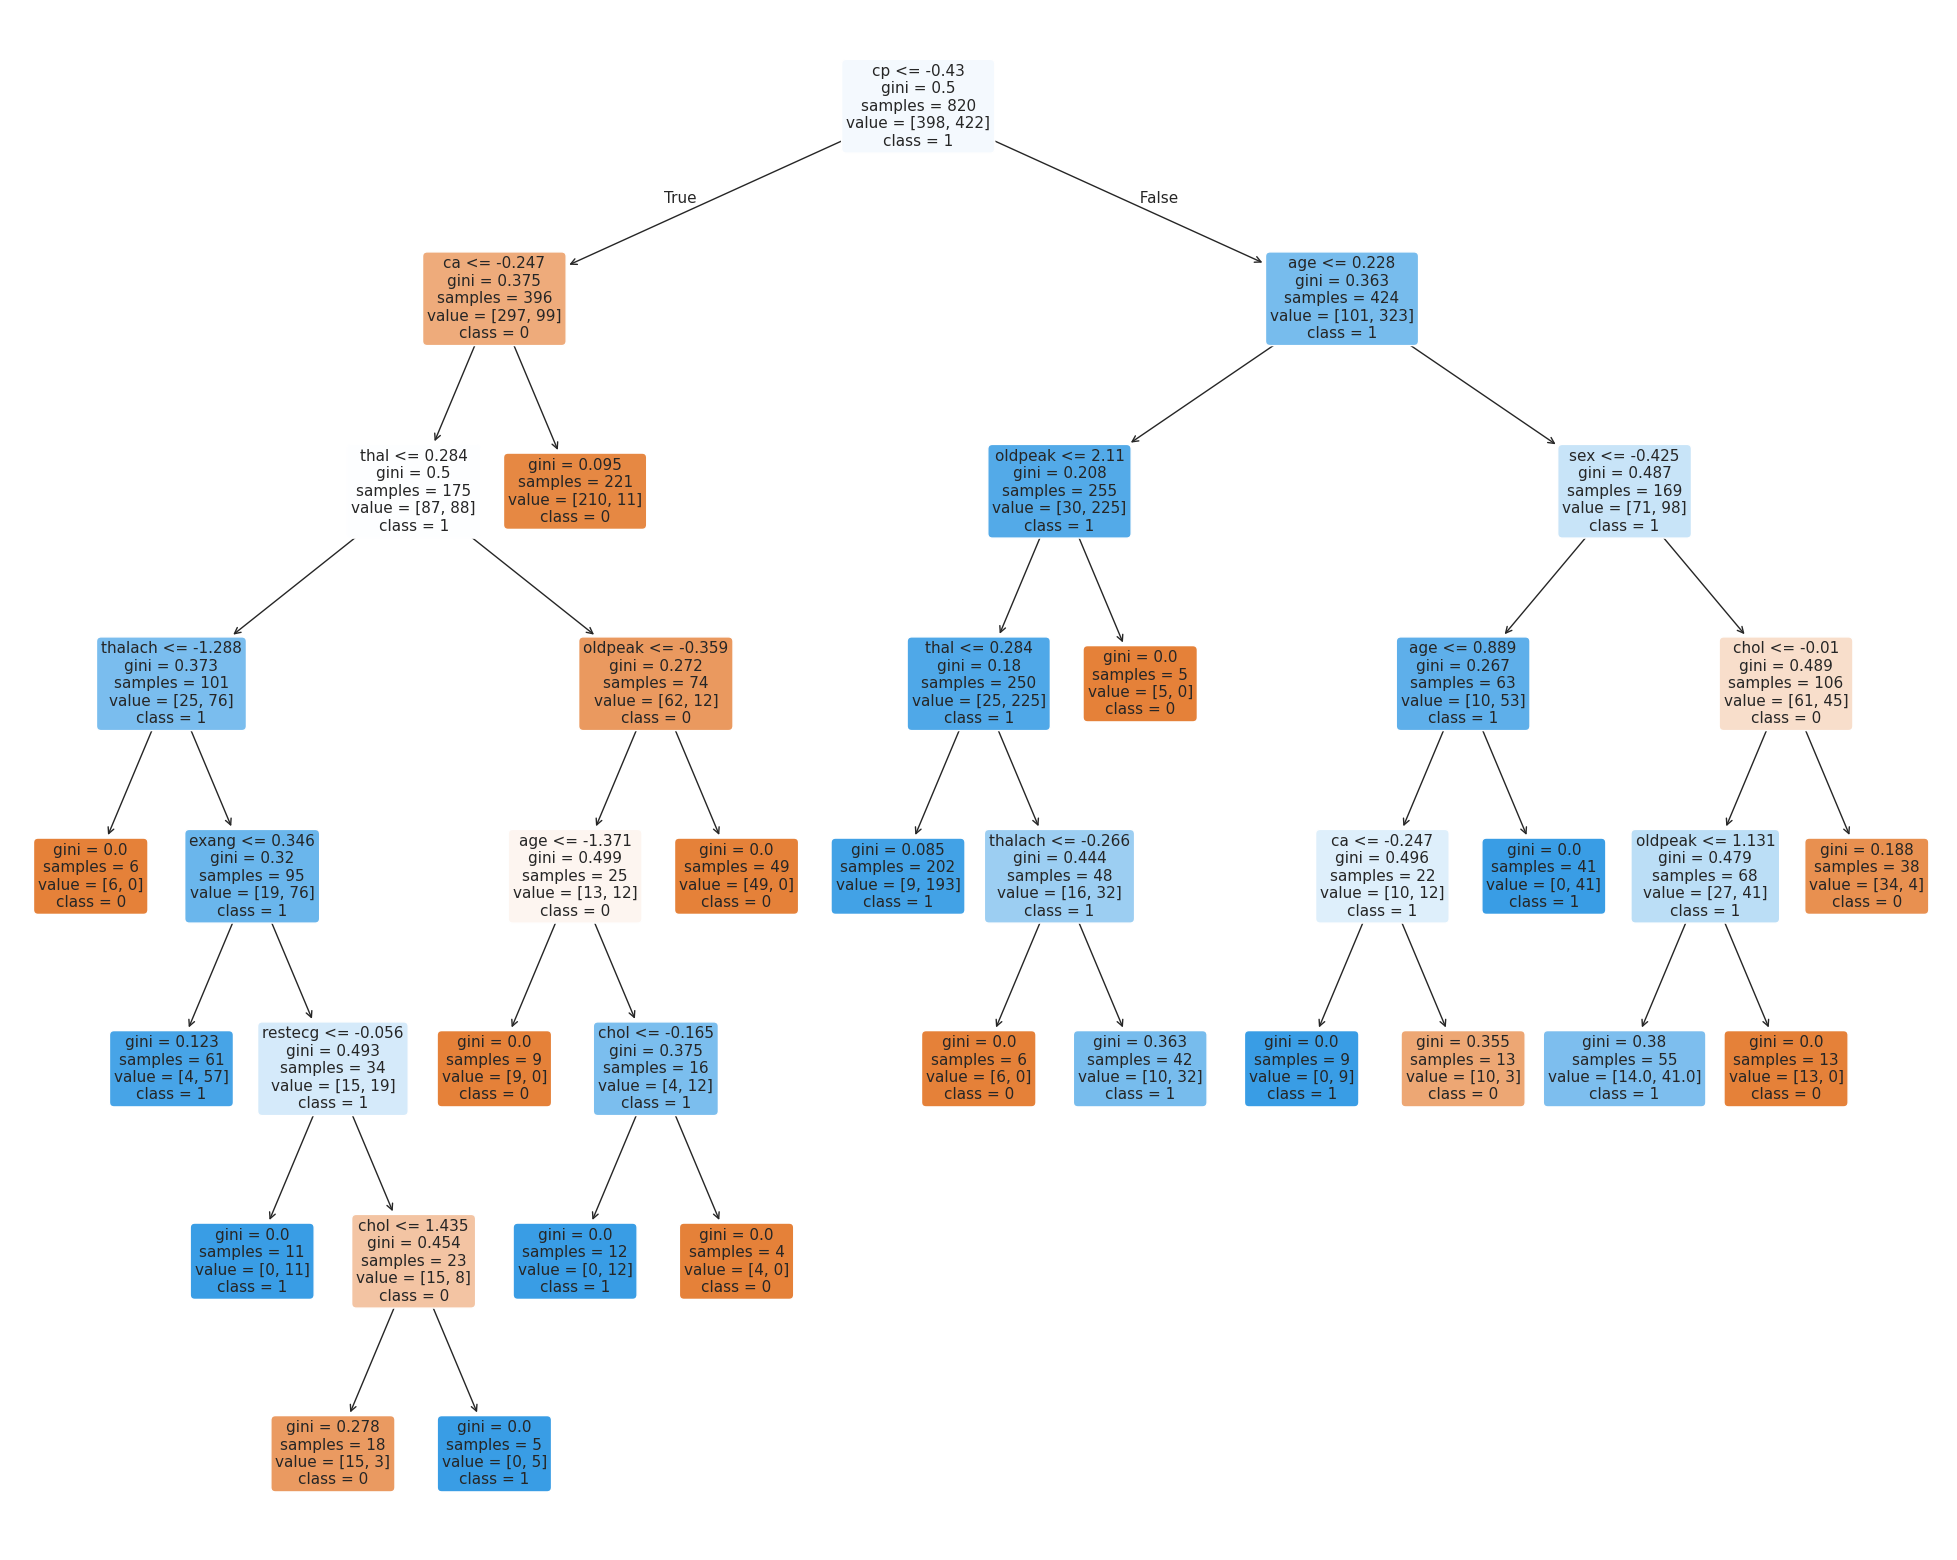 cp <= -0.43
gini = 0.5
samples = 820
value = [398, 422]
class = 1
True
False
ca <= -0.247
gini = 0.375
samples = 396
value = [297, 99]
class = 0
age <= 0.228
gini = 0.363
samples = 424
value = [101, 323]
class = 1
thal <= 0.284
gini = 0.5
samples = 175
value = [87, 88]
class = 1
gini = 0.095
samples = 221
value = [210, 11]
class = 0
oldpeak <= 2.11
gini = 0.208
samples = 255
value = [30, 225]
class = 1
sex <= -0.425
gini = 0.487
samples = 169
value = [71, 98]
class = 1
thalach <= -1.288
gini = 0.373
samples = 101
value = [25, 76]
class = 1
oldpeak <= -0.359
gini = 0.272
samples = 74
value = [62, 12]
class = 0
thal <= 0.284
gini = 0.18
samples = 250
value = [25, 225]
class = 1
gini = 0.0
samples = 5
value = [5, 0]
class = 0
age <= 0.889
gini = 0.267
samples = 63
value = [10, 53]
class = 1
chol <= -0.01
gini = 0.489
samples = 106
value = [61, 45]
class = 0
gini = 0.0
samples = 6
value = [6, 0]
class = 0
exang <= 0.346
gini = 0.32
samples = 95
value = [19, 76]
class = 1
age <= -1.371
gini = 0.499
samples = 25
value = [13, 12]
class = 0
gini = 0.0
samples = 49
value = [49, 0]
class = 0
gini = 0.085
samples = 202
value = [9, 193]
class = 1
thalach <= -0.266
gini = 0.444
samples = 48
value = [16, 32]
class = 1
ca <= -0.247
gini = 0.496
samples = 22
value = [10, 12]
class = 1
gini = 0.0
samples = 41
value = [0, 41]
class = 1
oldpeak <= 1.131
gini = 0.479
samples = 68
value = [27, 41]
class = 1
gini = 0.188
samples = 38
value = [34, 4]
class = 0
gini = 0.123
samples = 61
value = [4, 57]
class = 1
restecg <= -0.056
gini = 0.493
samples = 34
value = [15, 19]
class = 1
gini = 0.0
samples = 9
value = [9, 0]
class = 0
chol <= -0.165
gini = 0.375
samples = 16
value = [4, 12]
class = 1
gini = 0.0
samples = 6
value = [6, 0]
class = 0
gini = 0.363
samples = 42
value = [10, 32]
class = 1
gini = 0.0
samples = 9
value = [0, 9]
class = 1
gini = 0.355
samples = 13
value = [10, 3]
class = 0
gini = 0.38
samples = 55
value = [14.0, 41.0]
class = 1
gini = 0.0
samples = 13
value = [13, 0]
class = 0
gini = 0.0
samples = 11
value = [0, 11]
class = 1
chol <= 1.435
gini = 0.454
samples = 23
value = [15, 8]
class = 0
gini = 0.0
samples = 12
value = [0, 12]
class = 1
gini = 0.0
samples = 4
value = [4, 0]
class = 0
gini = 0.278
samples = 18
value = [15, 3]
class = 0
gini = 0.0
samples = 5
value = [0, 5]
class = 1